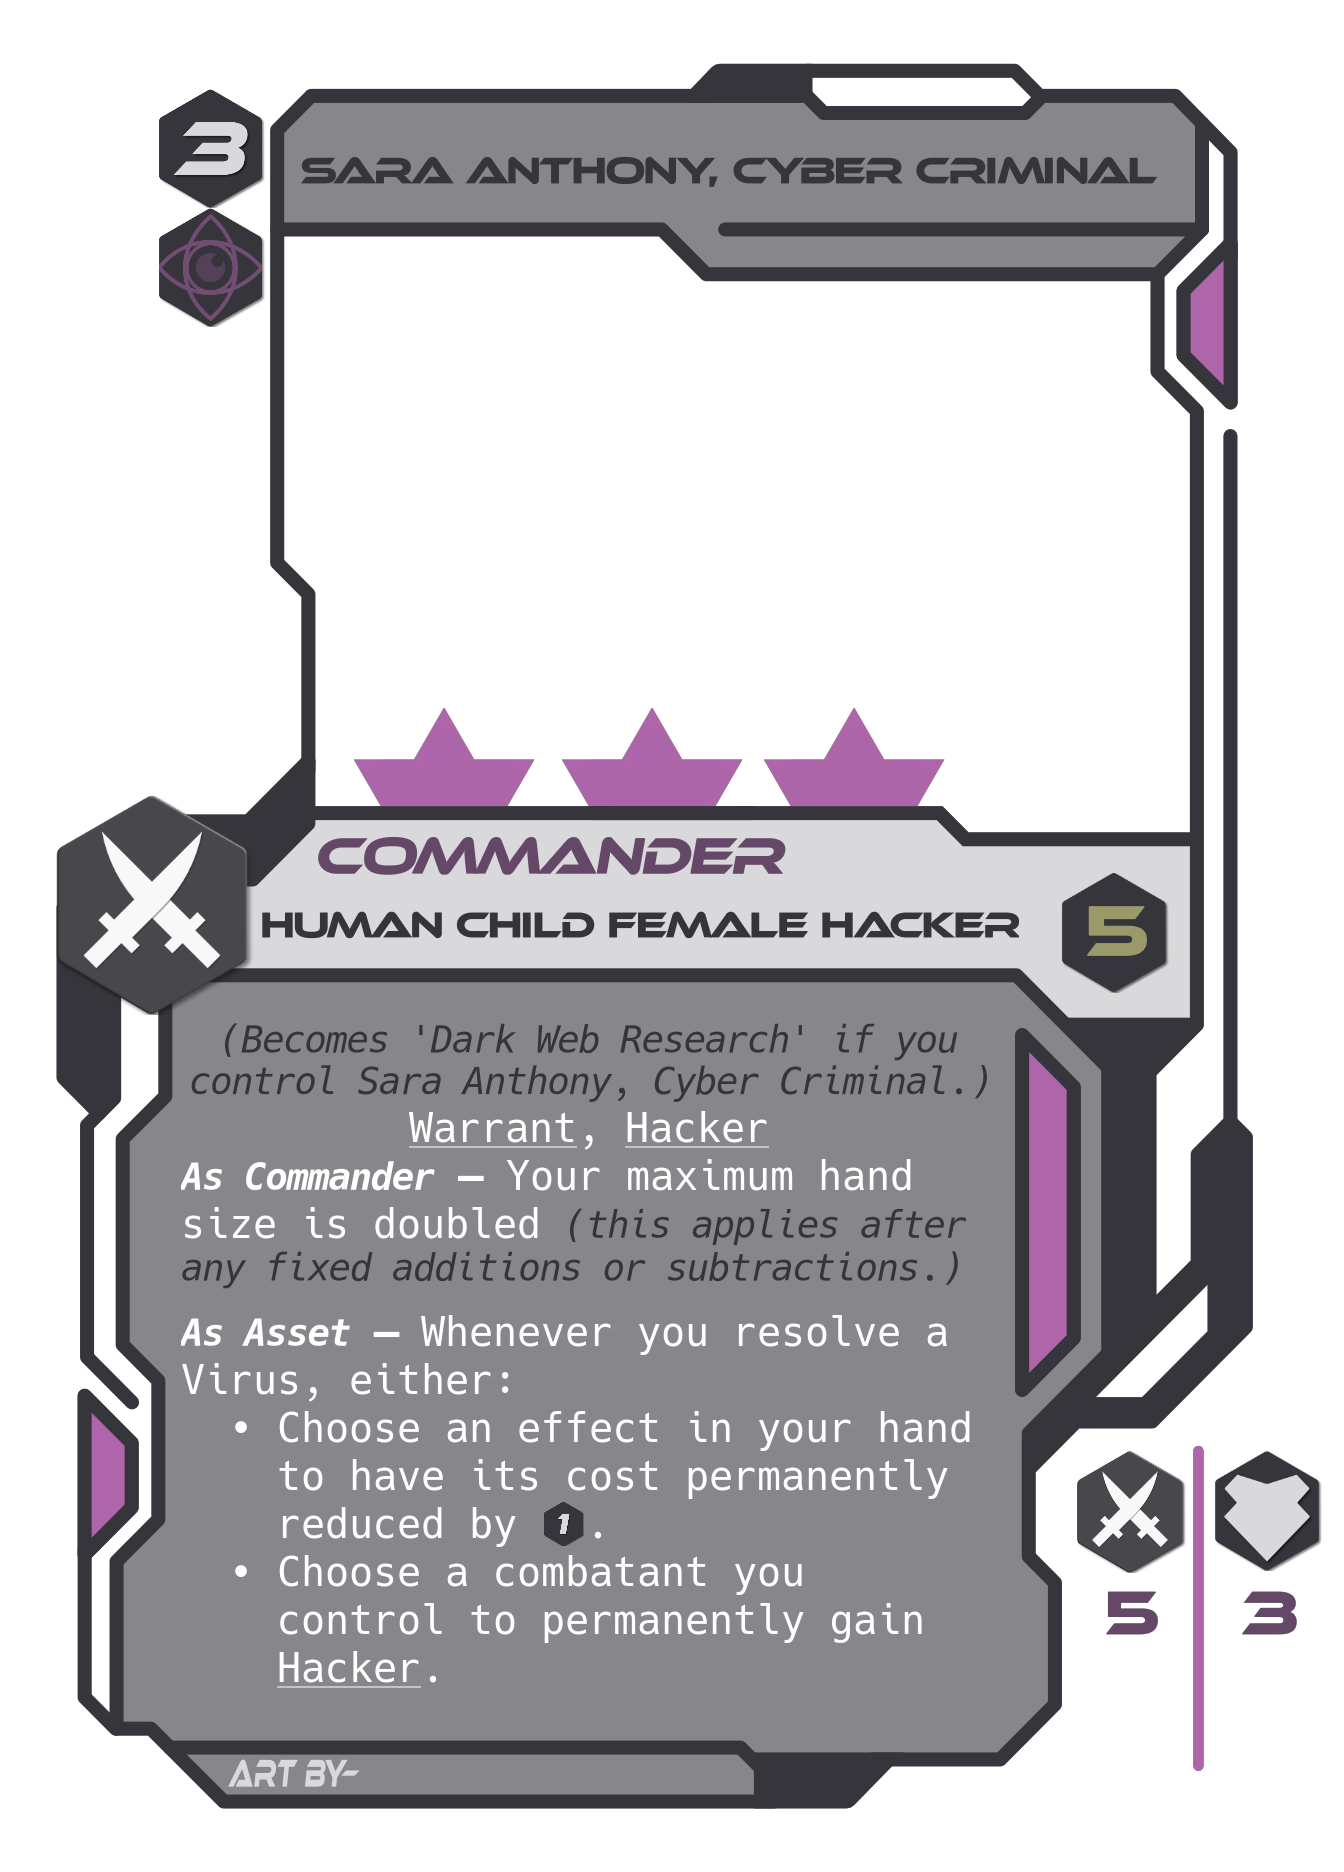 3
SARA ANTHONY, CYBER CRIMINAL
COMMANDER
HUMAN CHILD FEMALE HACKER
5
(Becomes 'Dark Web Research' if you
control Sara Anthony, Cyber Criminal.)
Warrant, Hacker
As Commander – Your maximum hand
size is doubled (this applies after
any fixed additions or subtractions.)
As Asset – Whenever you resolve a
Virus, either:
• Choose an effect in your hand
to have its cost permanently
reduced by 1.
• Choose a combatant you
control to permanently gain
Hacker.
5
3
ART BY-